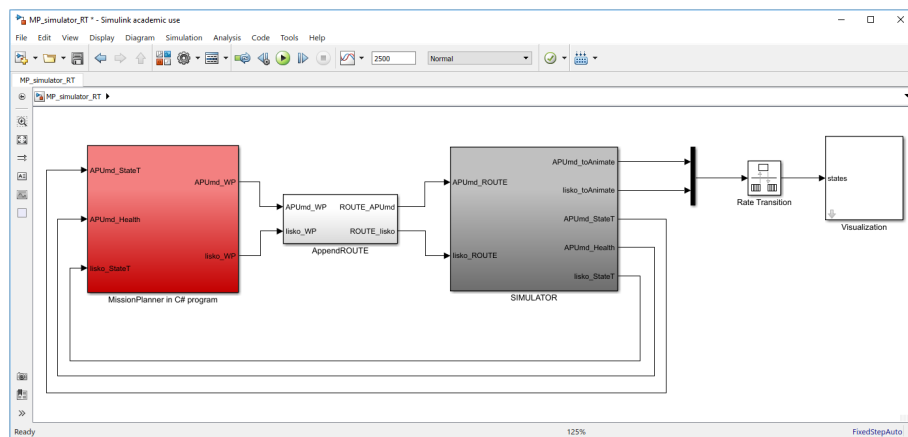 MP_simulator_RT * - Simulink academic use
File Edit View Display Diagram Simulation Analysis Code Tools Help
2500 Normal
MP_simulator_RT
MP_simulator_RT
APUmd_StateT
APUmd_Health
lisko_StateT
APUmd_WP
lisko_WP
MissionPlanner in C# program
APUmd_WP
lisko_WP
ROUTE_APUmd
ROUTE_lisko
AppendROUTE
APUmd_ROUTE
lisko_ROUTE
APUmd_toAnimate
lisko_toAnimate
APUmd_StateT
APUmd_Health
lisko_StateT
SIMULATOR
Rate Transition
states
Visualization
Ready 125% FixedStepAuto